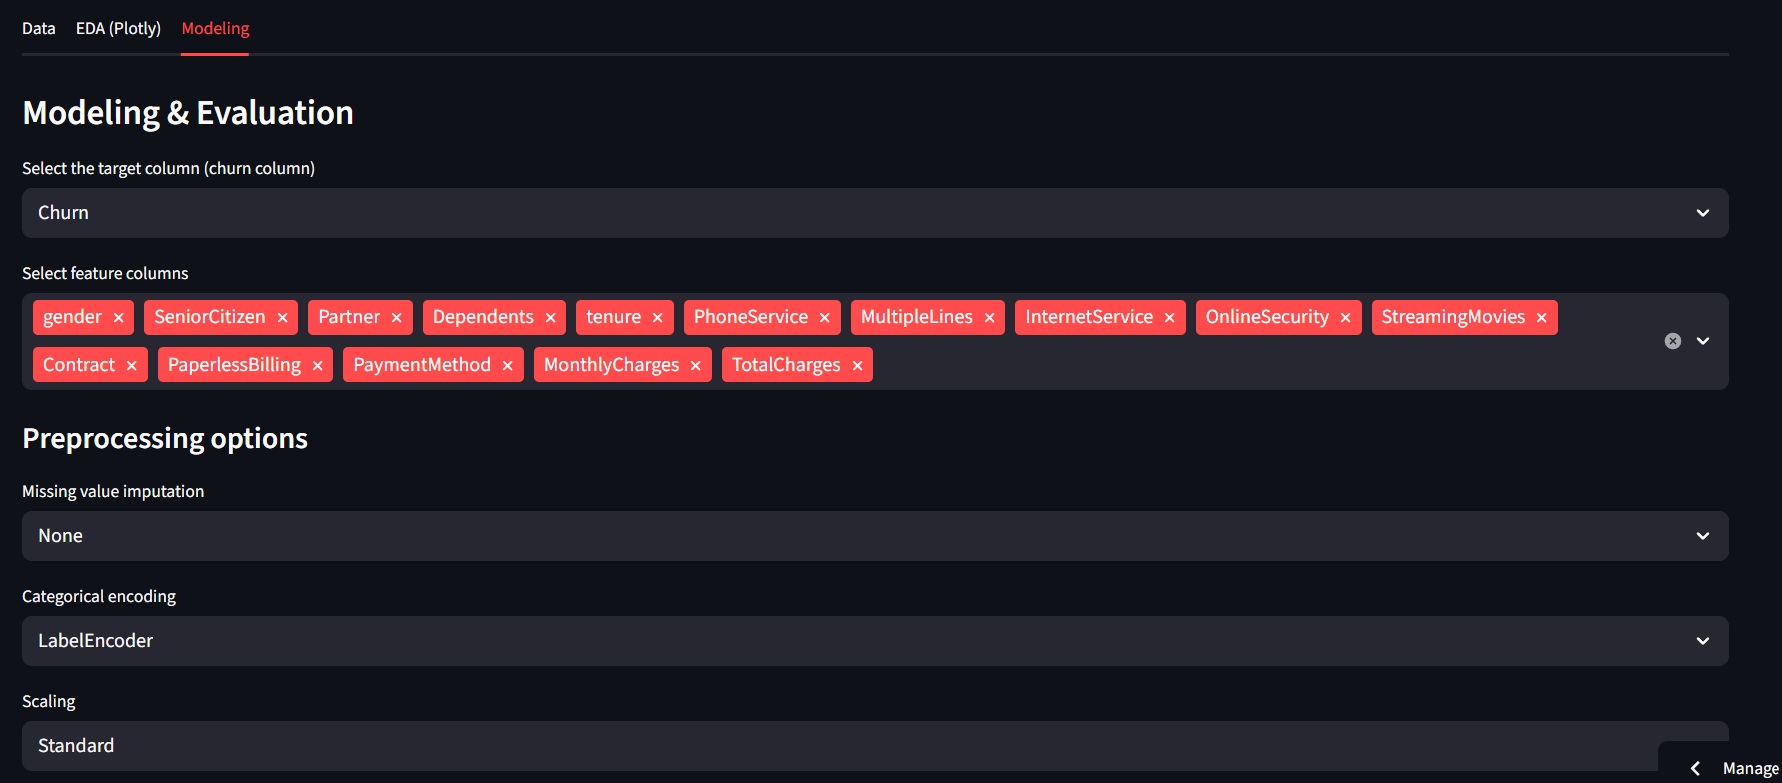 Data EDA (Plotly) Modeling
Modeling & Evaluation
Select the target column (churn column)
Churn
Select feature columns
gender × SeniorCitizen × Partner × Dependents × tenure × PhoneService × MultipleLines × InternetService × OnlineSecurity × StreamingMovies ×
Contract × PaperlessBilling × PaymentMethod × MonthlyCharges × TotalCharges ×
Preprocessing options
Missing value imputation
None
Categorical encoding
LabelEncoder
Scaling
Standard
Manage